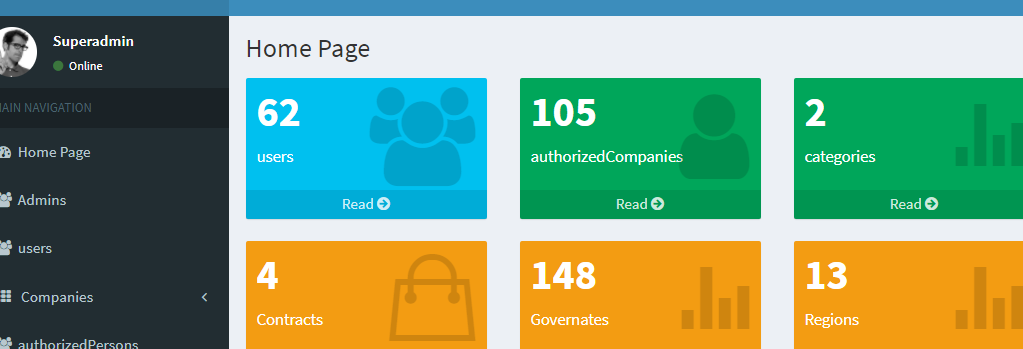 Superadmin
Online
MAIN NAVIGATION
Home Page
Admins
users
Companies
authorizedPersons
Home Page
62
users
Read
105
authorizedCompanies
Read
2
categories
Read
4
Contracts
148
Governates
13
Regions